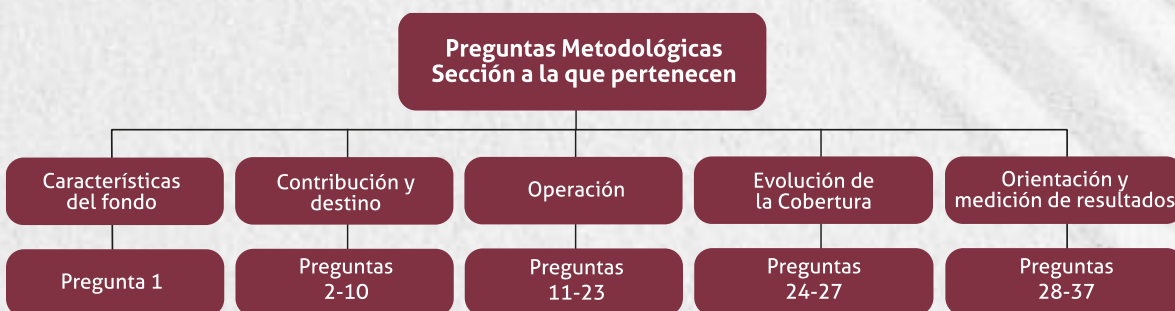 Preguntas Metodológicas
Sección a la que pertenecen
Características
del fondo
Contribución y
destino
Operación
Evolución de
la Cobertura
Orientación y
medición de resultados
Pregunta 1
Preguntas
2-10
Preguntas
11-23
Preguntas
24-27
Preguntas
28-37